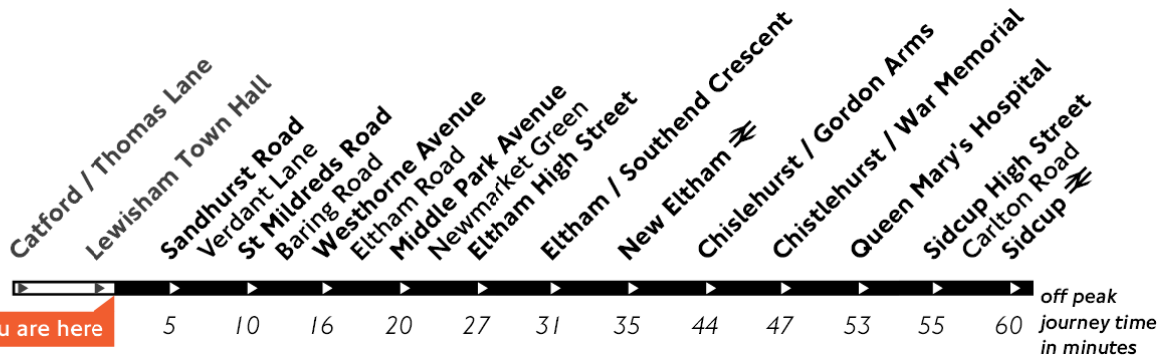 Catford / Thomas Lane
Lewisham Town Hall
Sandhurst Road
Verdant Lane
St Mildreds Road
Baring Road
Westhorne Avenue
Eltham Road
Middle Park Avenue
Newmarket Green
Eltham High Street
Eltham / Southend Crescent
New Eltham
Chislehurst / Gordon Arms
Chistlehurst / War Memorial
Queen Mary's Hospital
Sidcup High Street
Carlton Road
Sidcup
u are here
5 10 16 20 27 31 35 44 47 53 55 60
off peak
journey time
in minutes